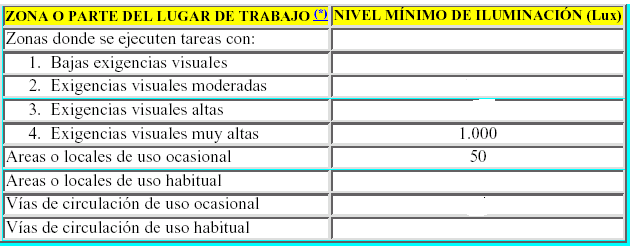 ZONA O PARTE DEL LUGAR DE TRABAJO (*) NIVEL MÍNIMO DE ILUMINACIÓN (Lux)
Zonas donde se ejecuten tareas con:
1. Bajas exigencias visuales
2. Exigencias visuales moderadas
3. Exigencias visuales altas
4. Exigencias visuales muy altas 1.000
Areas o locales de uso ocasional 50
Areas o locales de uso habitual
Vías de circulación de uso ocasional
Vías de circulación de uso habitual